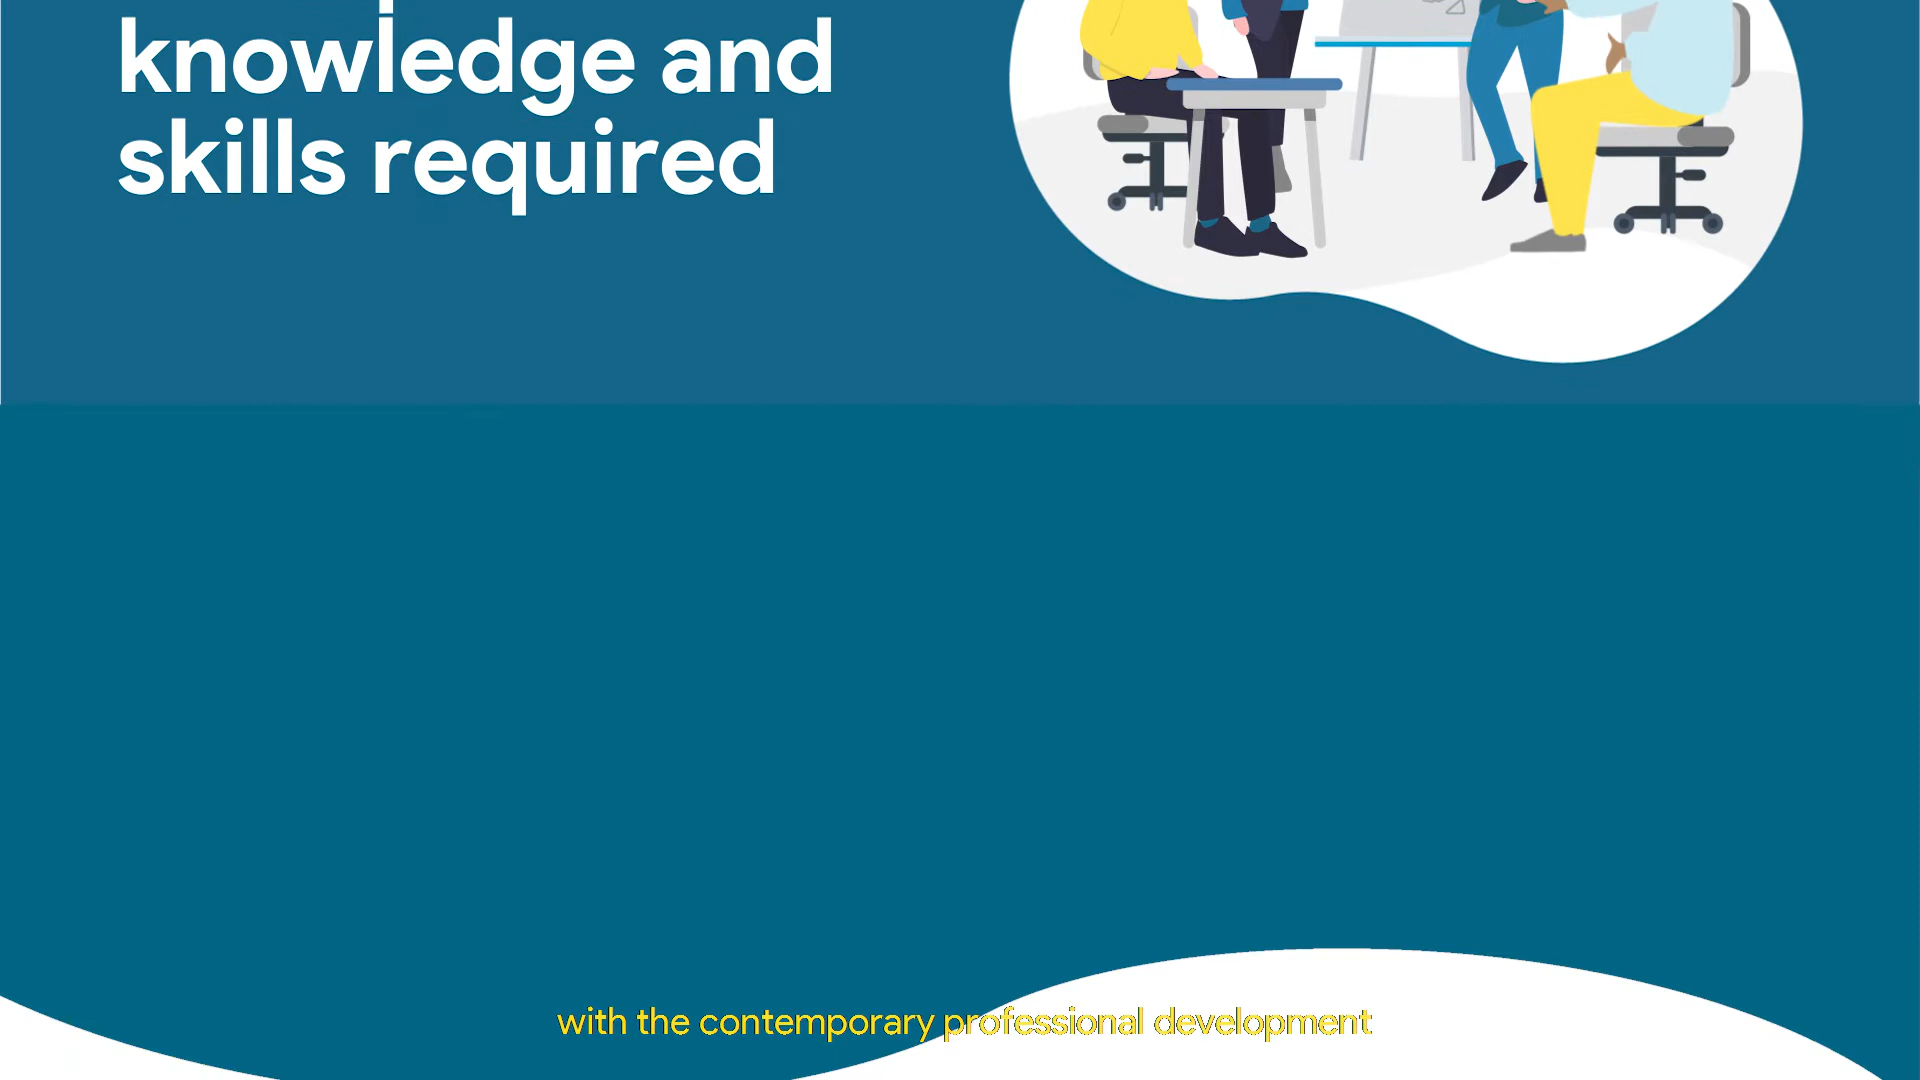 knowledge and
skills required
with the contemporary professional development